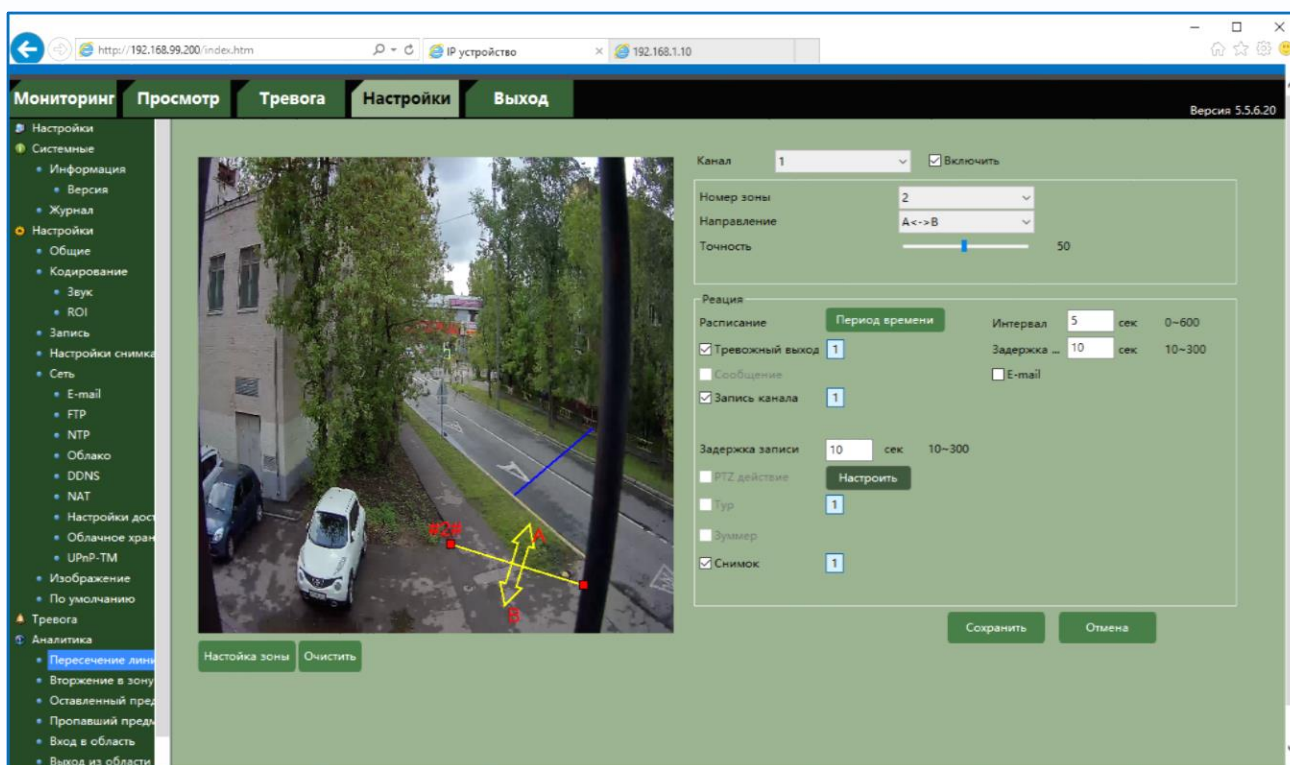 http://192.168.99.200/index.htm
IP устройство
192.168.1.10
Мониторинг
Просмотр
Тревога
Настройки
Выход
Версия 5.5.6.20
Настройки
Системные
Информация
Версия
Журнал
Настройки
Общие
Кодирование
Звук
ROI
Запись
Настройки снимка
Сеть
E-mail
FTP
NTP
Облако
DDNS
NAT
Настройки дост
Облачное хран
UPnP-TM
Изображение
По умолчанию
Тревога
Аналитика
Пересечение лини
Вторжение в зону
Оставленный пред
Пропавший предм
Вход в область
Выход из области
#2#
A
B
Настойка зоны
Очистить
Канал 1 Включить
Номер зоны 2
Направление A<->B
Точность 50
Реация
Расписание Период времени Интервал 5 сек 0~600
Тревожный выход 1 Задержка ... 10 сек 10~300
Сообщение E-mail
Запись канала 1
Задержка записи 10 сек 10~300
PTZ действие Настроить
Тур 1
Зуммер
Снимок 1
Сохранить Отмена